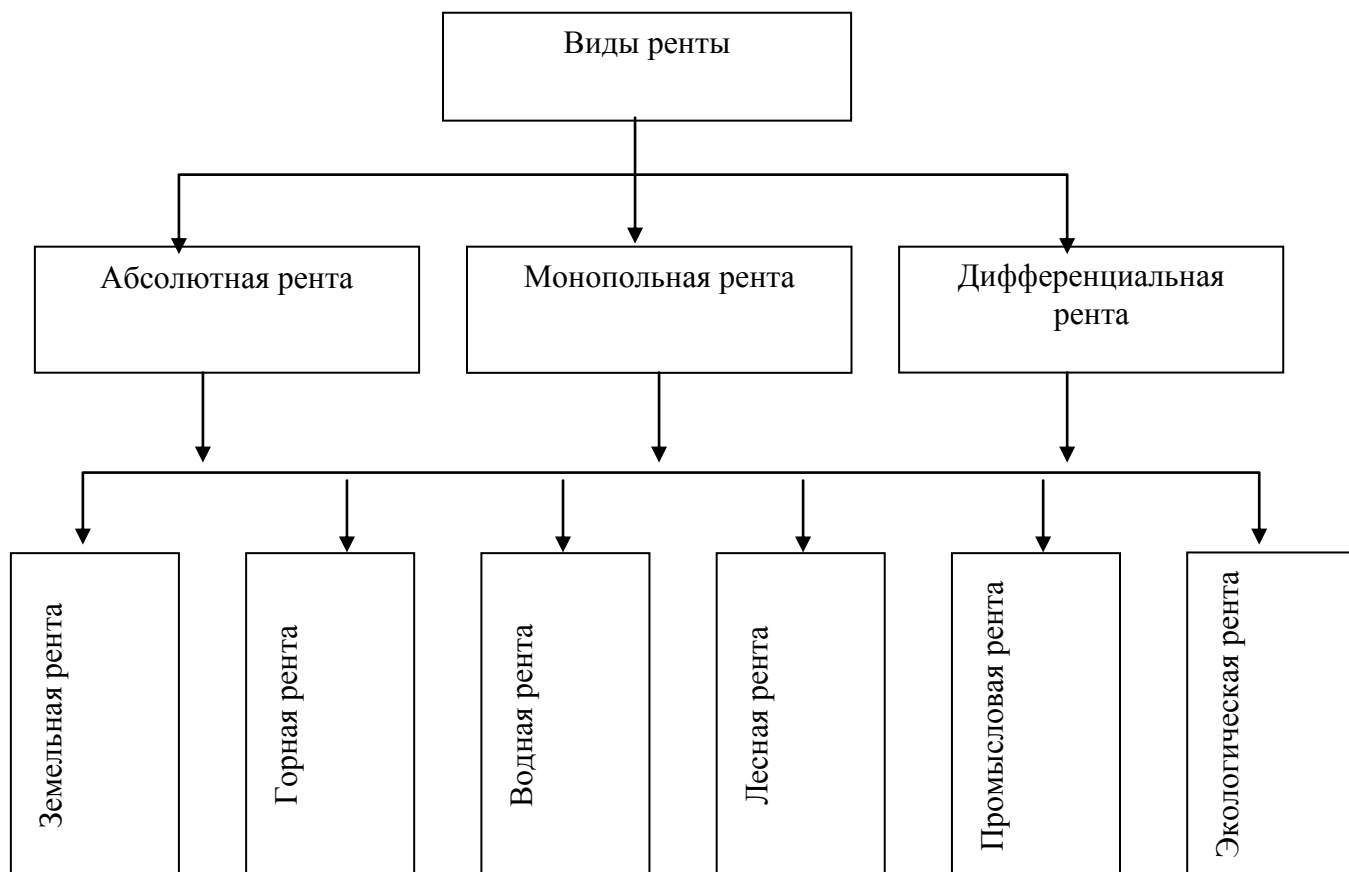 Виды ренты
Абсолютная рента
Монопольная рента
Дифференциальная
рента
Земельная рента
Горная рента
Водная рента
Лесная рента
Промысловая рента
Экологическая рента